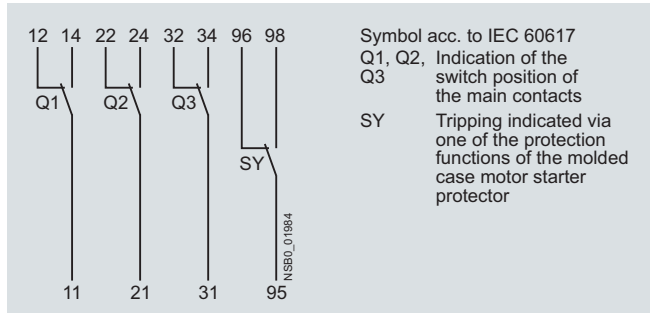 12 14 22 24 32 34 96 98
Q1 Q2 Q3
SY
NSB0_01984
11 21 31 95
Symbol acc. to IEC 60617
Q1, Q2, Indication of the
Q3 switch position of
the main contacts
SY Tripping indicated via
one of the protection
functions of the molded
case motor starter
protector